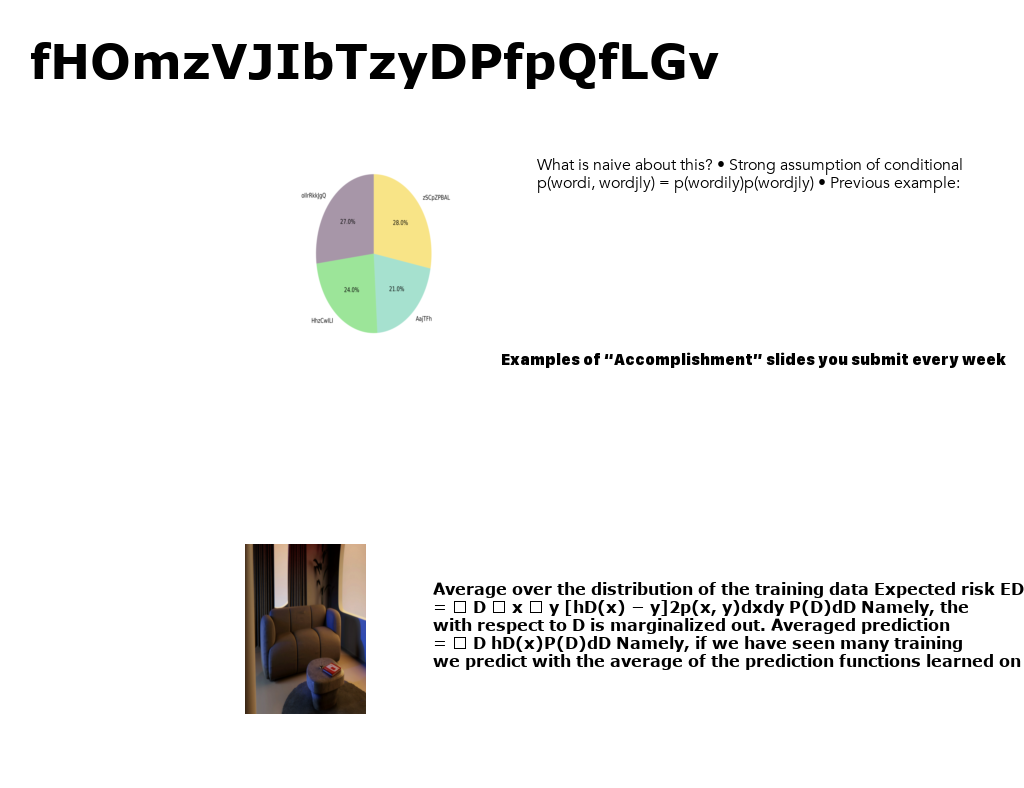 fHOmzVJIbTzyDPfpQfLGv
What is naive about this? • Strong assumption of conditional
p(wordi, wordjly) = p(wordily)p(wordjly) • Previous example:
zSCpZPBAL
27.0%
28.0%
24.0%
21.0%
AajTFh
Examples of “Accomplishment” slides you submit every week
Average over the distribution of the training data Expected risk ED
= □ D □ x □ y [hD(x) − y]2p(x, y)dxdy P(D)dD Namely, the
with respect to D is marginalized out. Averaged prediction
= □ D hD(x)P(D)dD Namely, if we have seen many training
we predict with the average of the prediction functions learned on